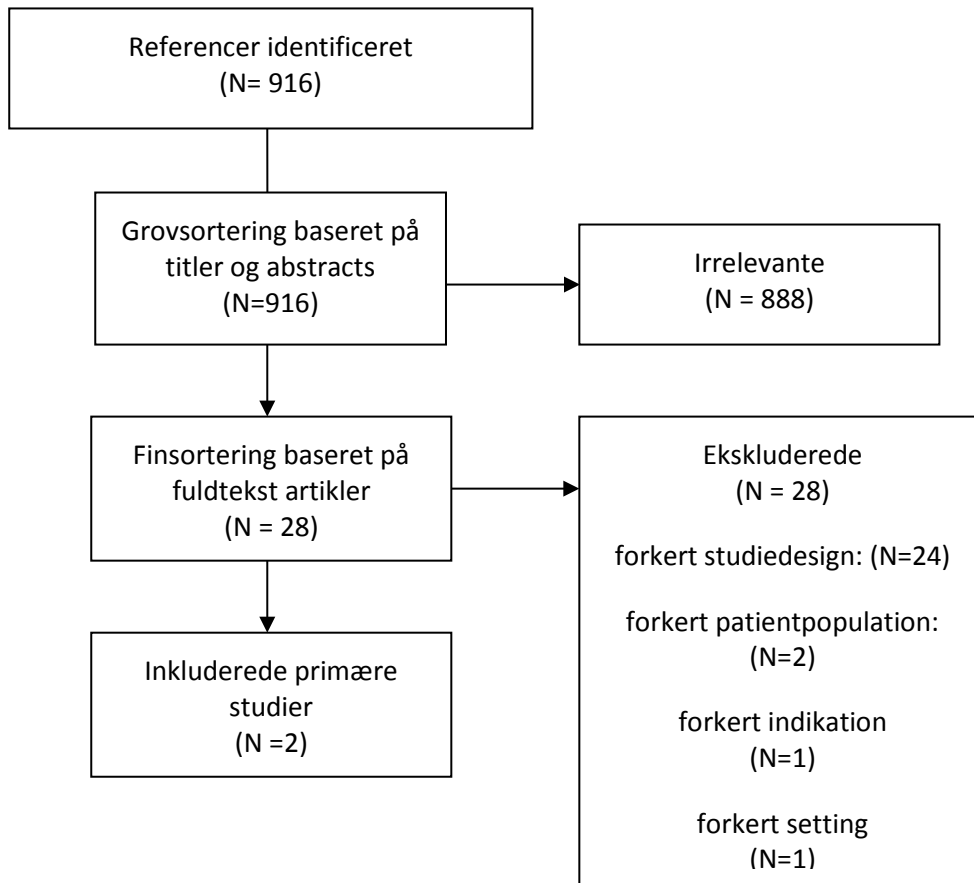 Referencer identificeret
(N= 916)
Grovsortering baseret på
titler og abstracts
(N=916)
Irrelevante
(N = 888)
Finsortering baseret på
fuldtekst artikler
(N = 28)
Ekskluderede
(N = 28)
forkert studiedesign: (N=24)
forkert patientpopulation:
(N=2)
forkert indikation
(N=1)
forkert setting
(N=1)
Inkluderede primære
studier
(N =2)